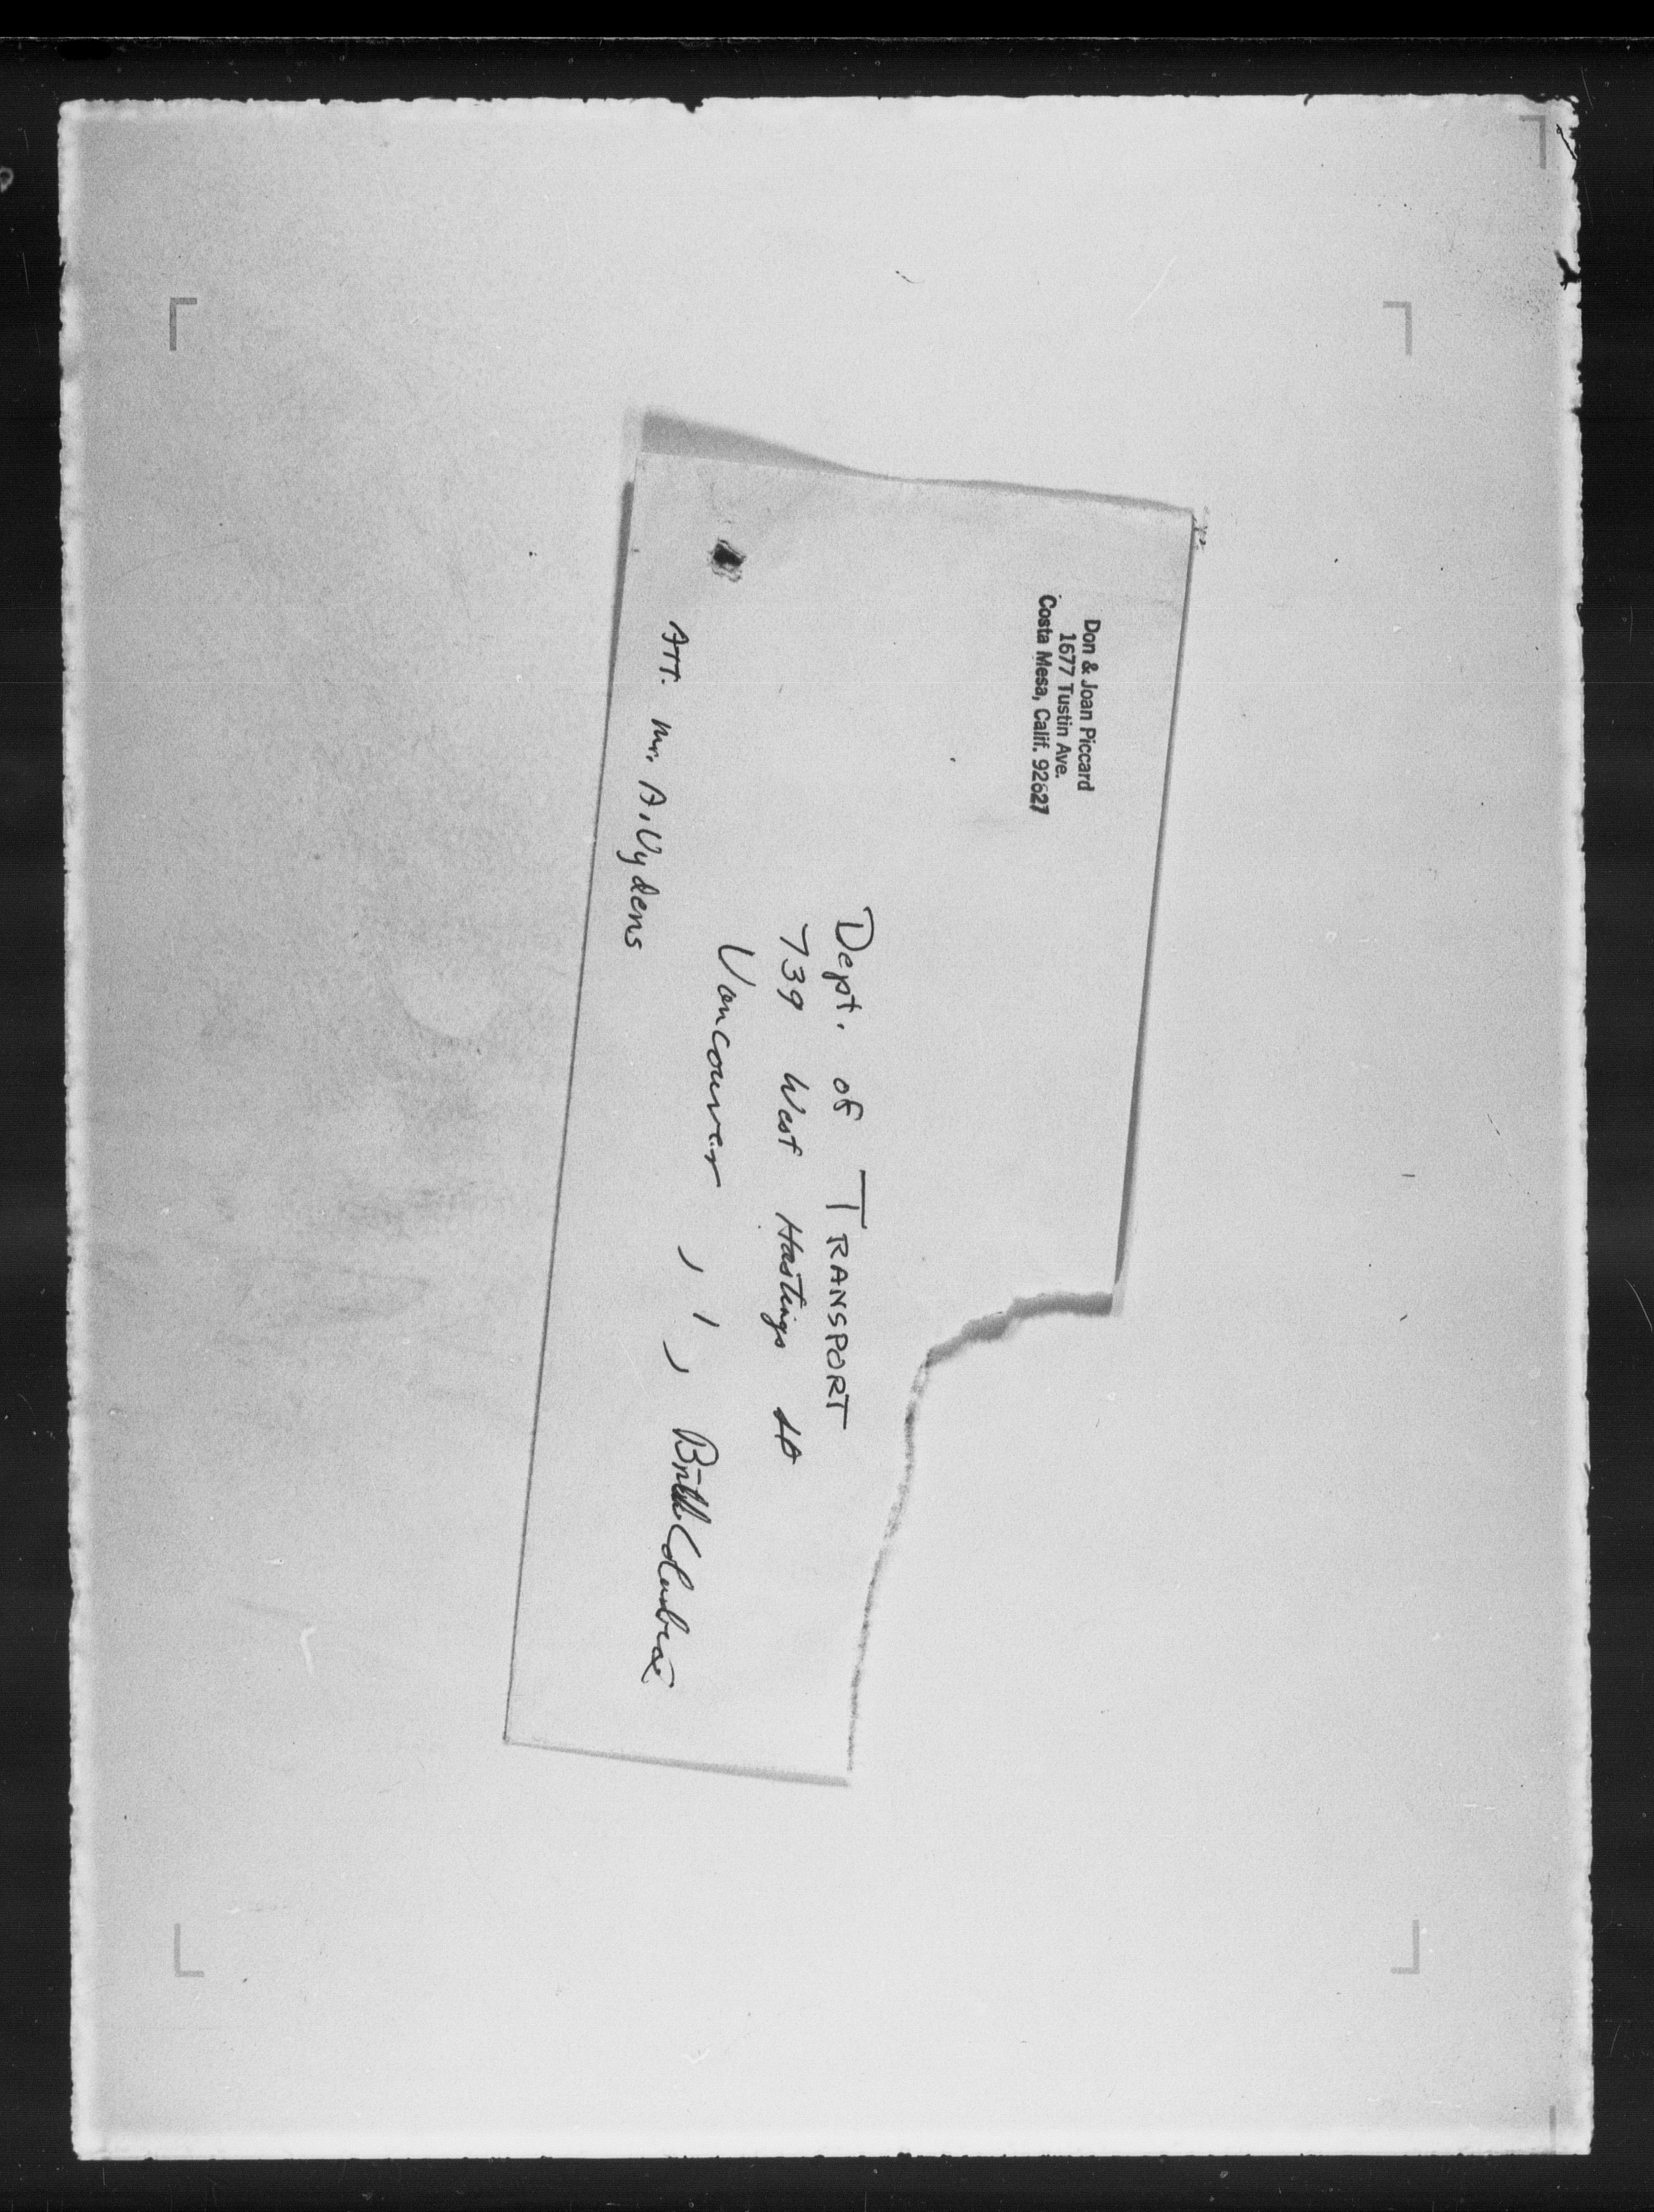 Don & Joan Piccard
1677 Tustin Ave.
Costa Mesa, Calif. 92627
Dept. of TRANSPORT
739 West Hastings St
Vancouver , 1 , British Columbia
ATT. Mr. A. Vydens